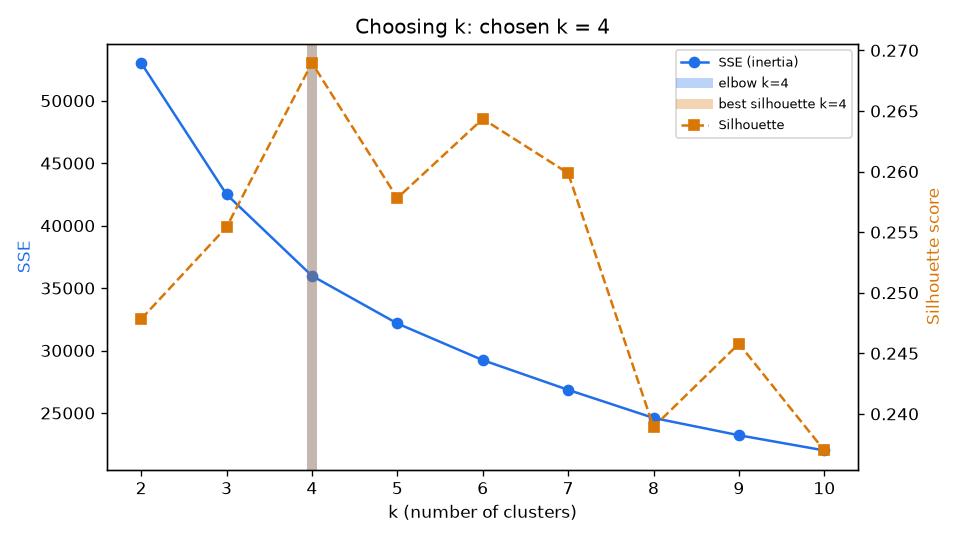 Choosing k: chosen k = 4
SSE (inertia)
elbow k=4
best silhouette k=4
Silhouette
SSE
50000
45000
40000
35000
30000
25000
0.270
0.265
0.260
0.255
0.250
0.245
0.240
Silhouette score
2 3 4 5 6 7 8 9 10
k (number of clusters)